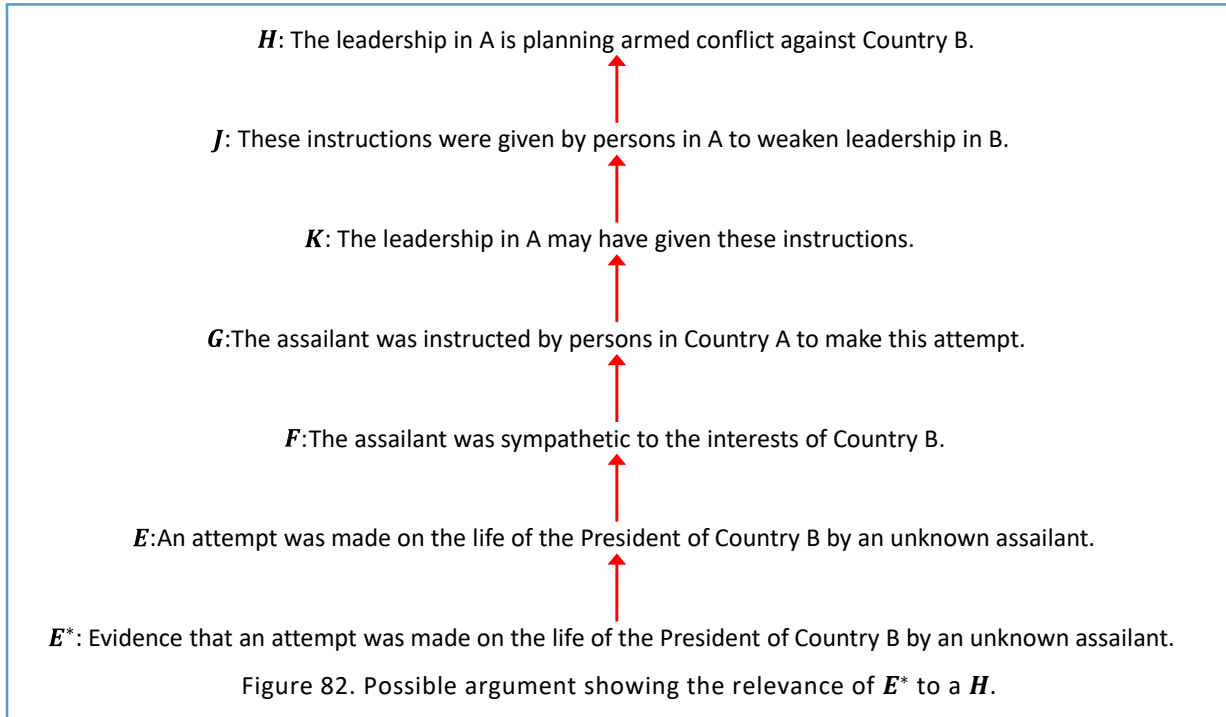 H: The leadership in A is planning armed conflict against Country B.
J: These instructions were given by persons in A to weaken leadership in B.
K: The leadership in A may have given these instructions.
G:The assailant was instructed by persons in Country A to make this attempt.
F:The assailant was sympathetic to the interests of Country B.
E:An attempt was made on the life of the President of Country B by an unknown assailant.
E*: Evidence that an attempt was made on the life of the President of Country B by an unknown assailant.
Figure 82. Possible argument showing the relevance of E* to a H.